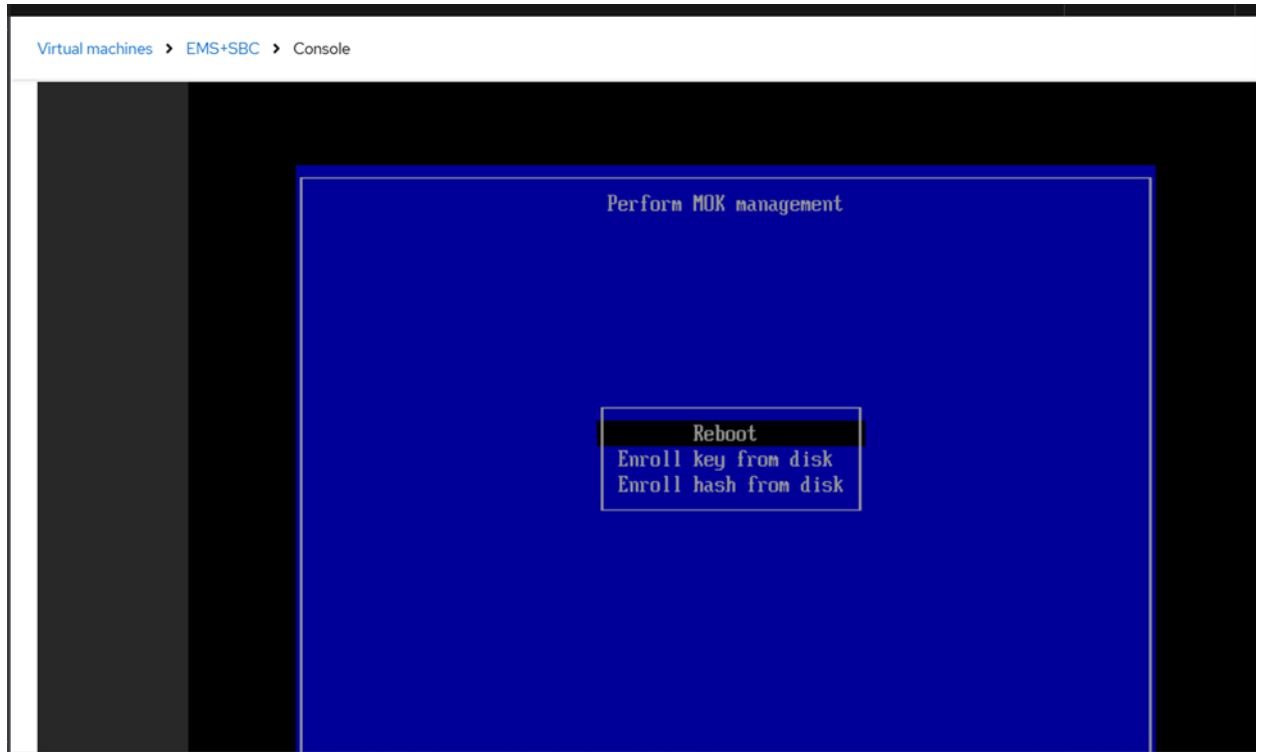 Virtual machines > EMS+SBC > Console
Perform MOK management
Reboot
Enroll key from disk
Enroll hash from disk